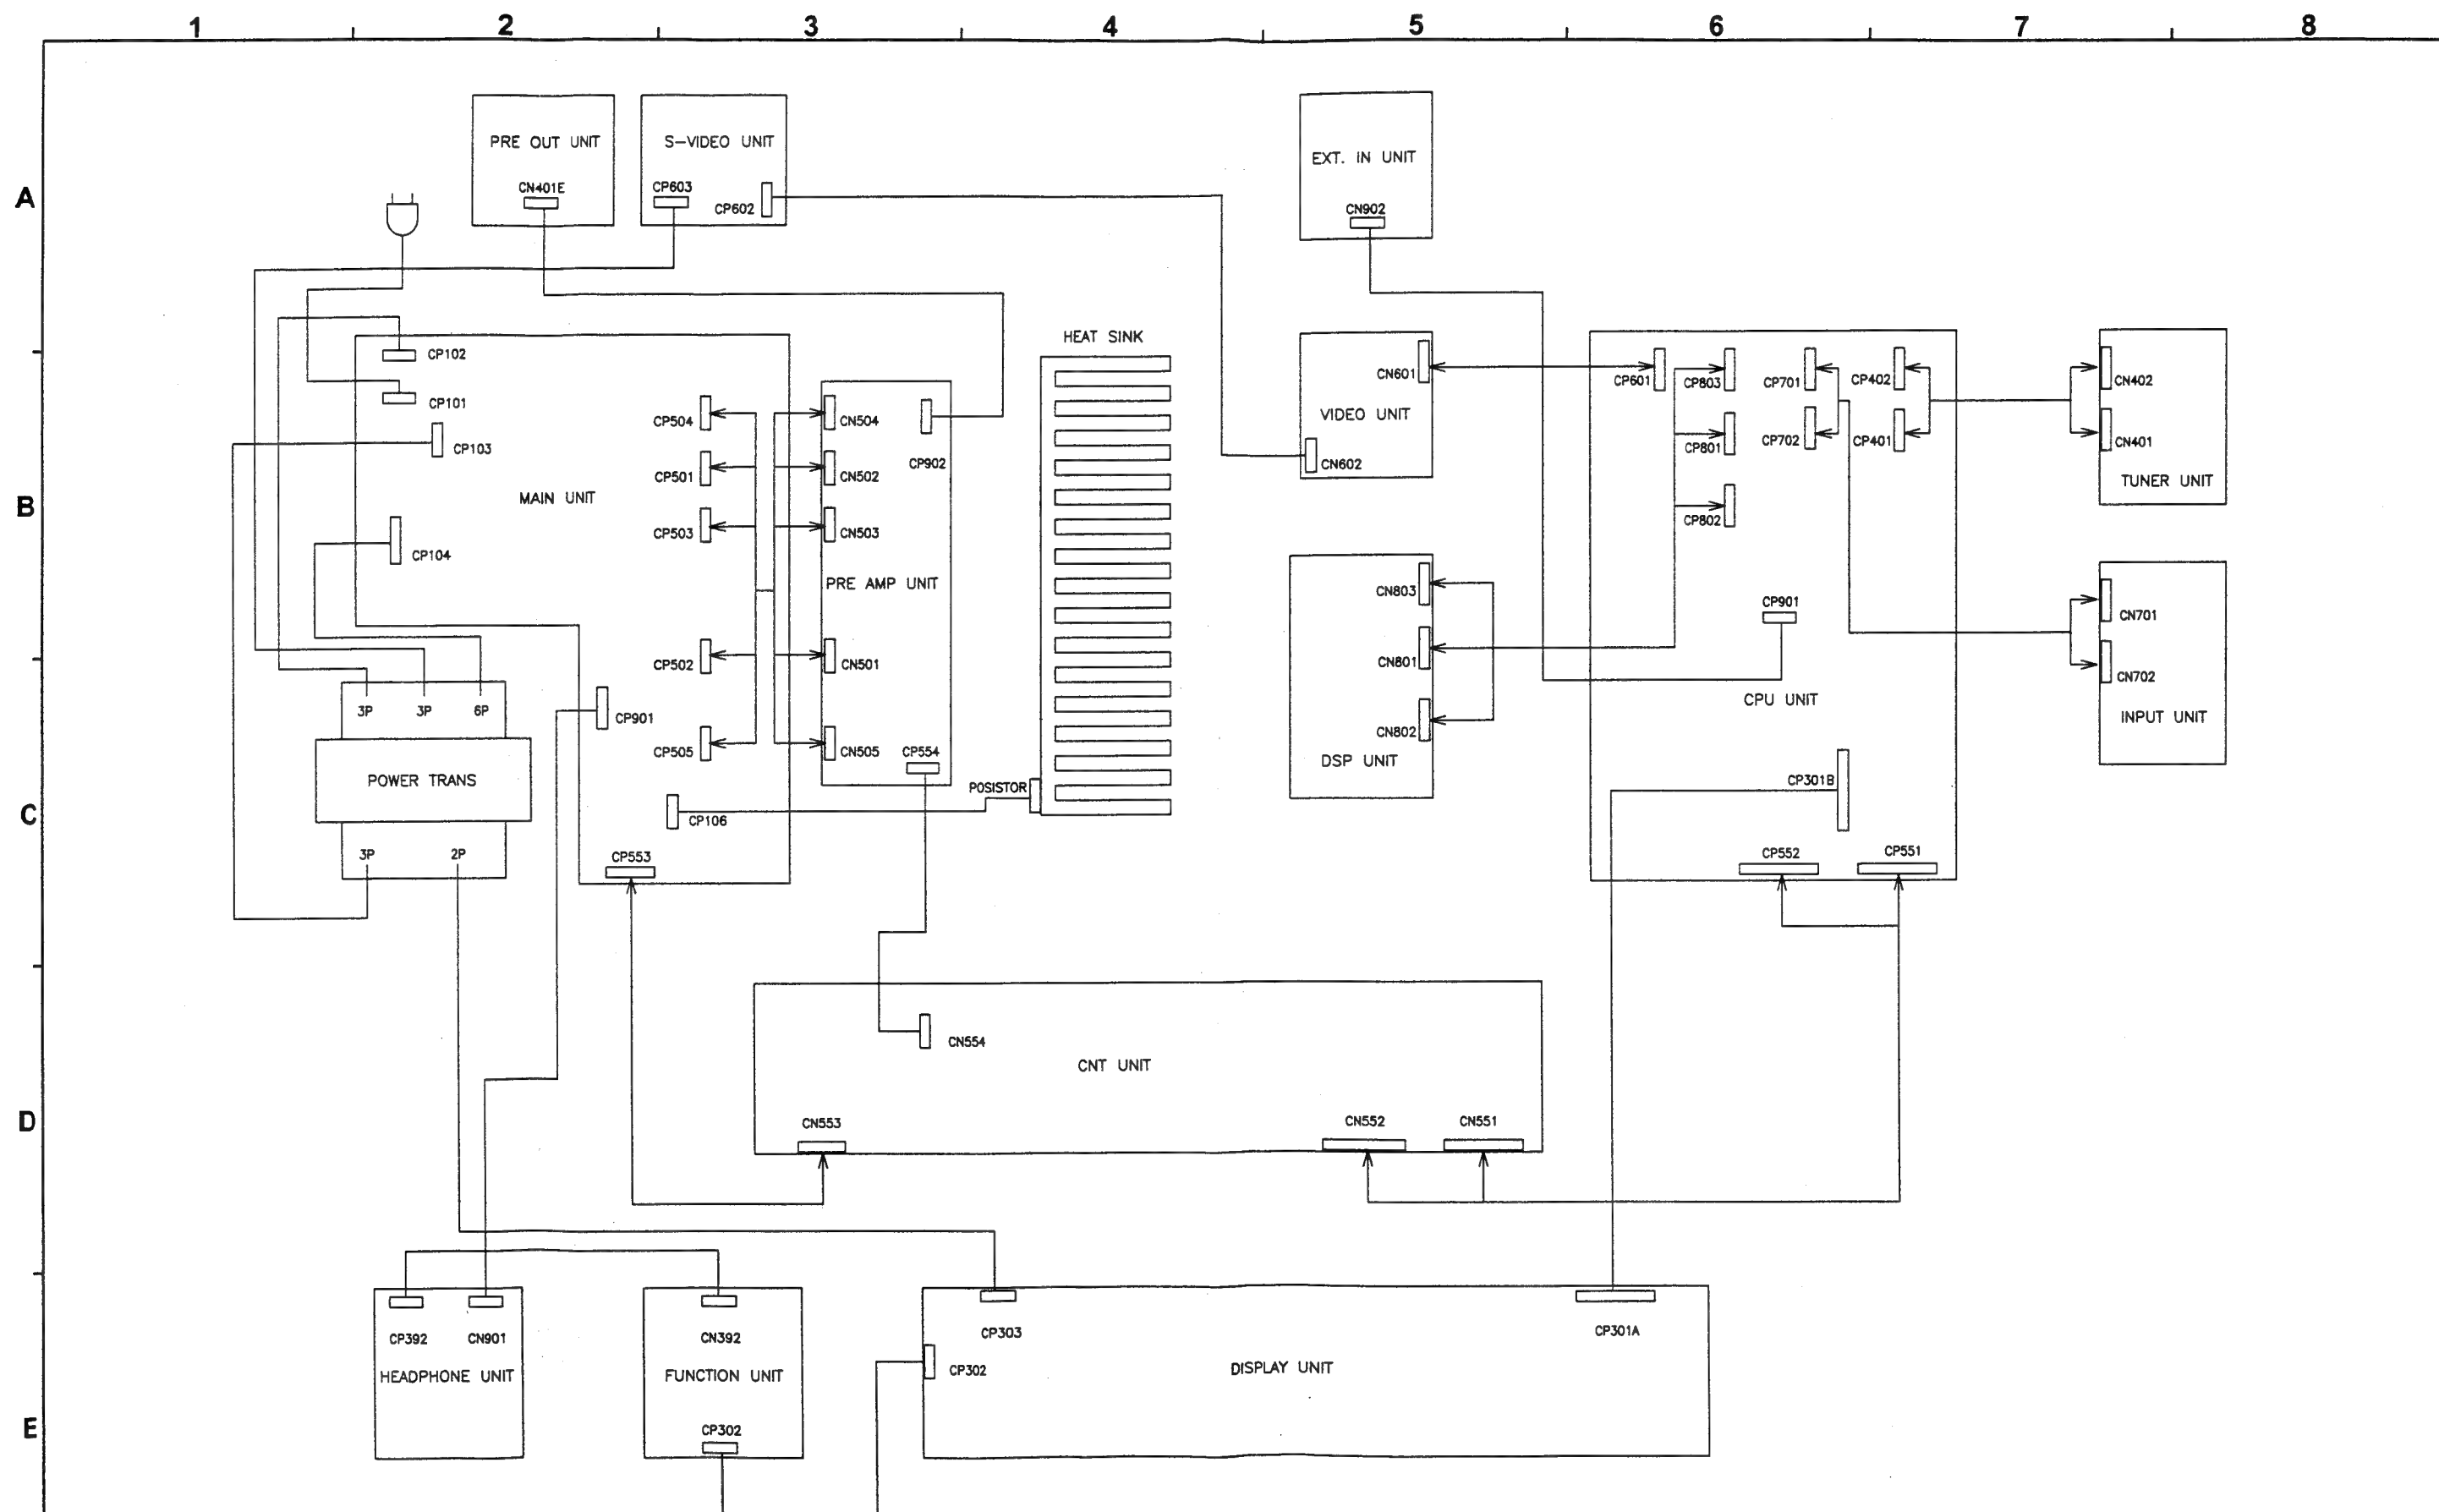 1 2 3 4 5 6 7 8
A
B
C
D
E
PRE OUT UNIT
CN401E
S-VIDEO UNIT
CP603
CP602
EXT. IN UNIT
CN902
CP102
CP101
CP103
CP104
MAIN UNIT
CP504
CP501
CP503
CP502
CP505
CP901
CP106
CP553
CN504
CN502
CN503
CN501
CN505
CP902
PRE AMP UNIT
CP554
HEAT SINK
POSISTOR
CN601
VIDEO UNIT
CN602
CN803
CN801
CN802
DSP UNIT
CP601
CP803
CP801
CP802
CP701
CP702
CP402
CP401
CP901
CPU UNIT
CP301B
CP552
CP551
CN402
CN401
TUNER UNIT
CN701
CN702
INPUT UNIT
3P 3P 6P
POWER TRANS
3P 2P
CN554
CNT UNIT
CN553
CN552
CN551
CP392
CN901
HEADPHONE UNIT
CN392
FUNCTION UNIT
CP302
CP303
CP302
CP301A
DISPLAY UNIT